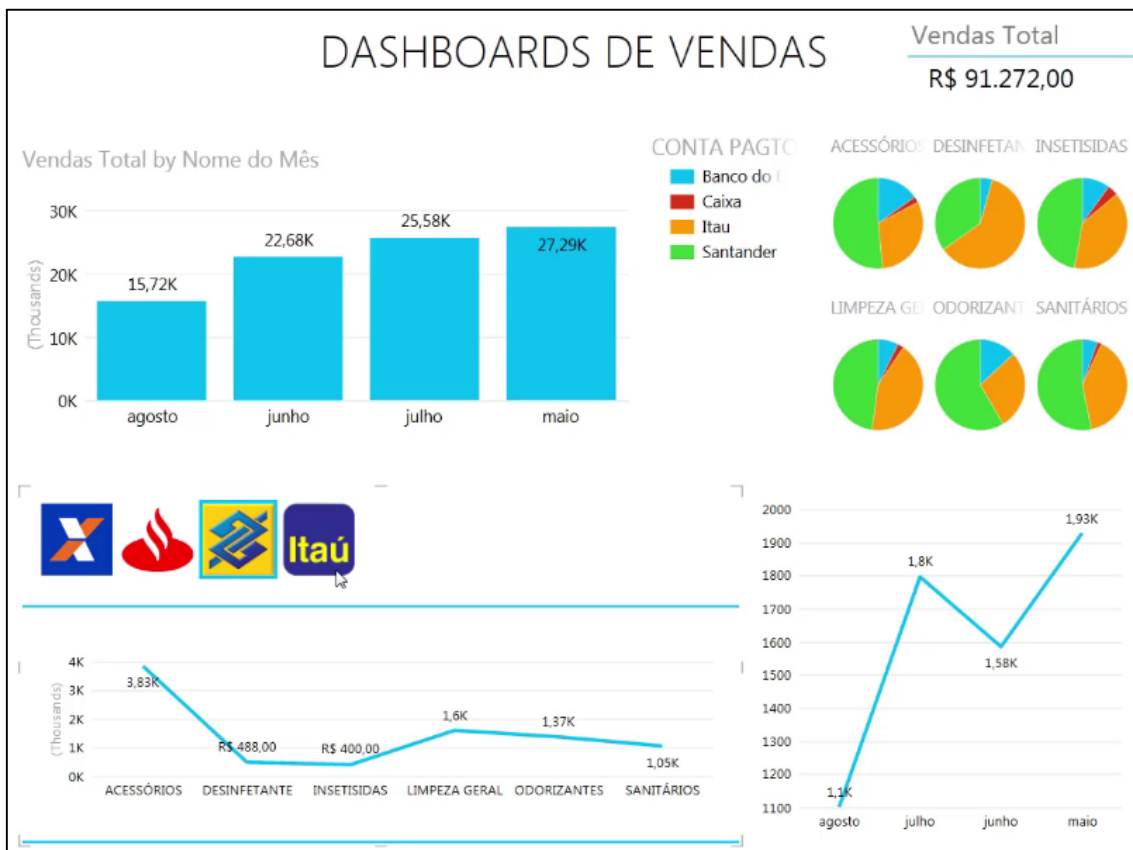 DASHBOARDS DE VENDAS
Vendas Total
R$ 91.272,00
Vendas Total by Nome do Mês
(Thousands)
30K
20K
10K
0K
15,72K
22,68K
25,58K
27,29K
agosto
junho
julho
maio
CONTA PAGTO
Banco do
Caixa
Itau
Santander
ACESSÓRIOS
DESINFETAN
INSETISIDAS
LIMPEZA GE
ODORIZANT
SANITÁRIOS
Itaú
(Thousands)
4K
3K
2K
1K
0K
3,83K
R$ 488,00
R$ 400,00
1,6K
1,37K
1,05K
ACESSÓRIOS
DESINFETANTE
INSETISIDAS
LIMPEZA GERAL
ODORIZANTES
SANITÁRIOS
2000
1900
1800
1700
1600
1500
1400
1300
1200
1100
1,1K
1,8K
1,58K
1,93K
agosto
julho
junho
maio